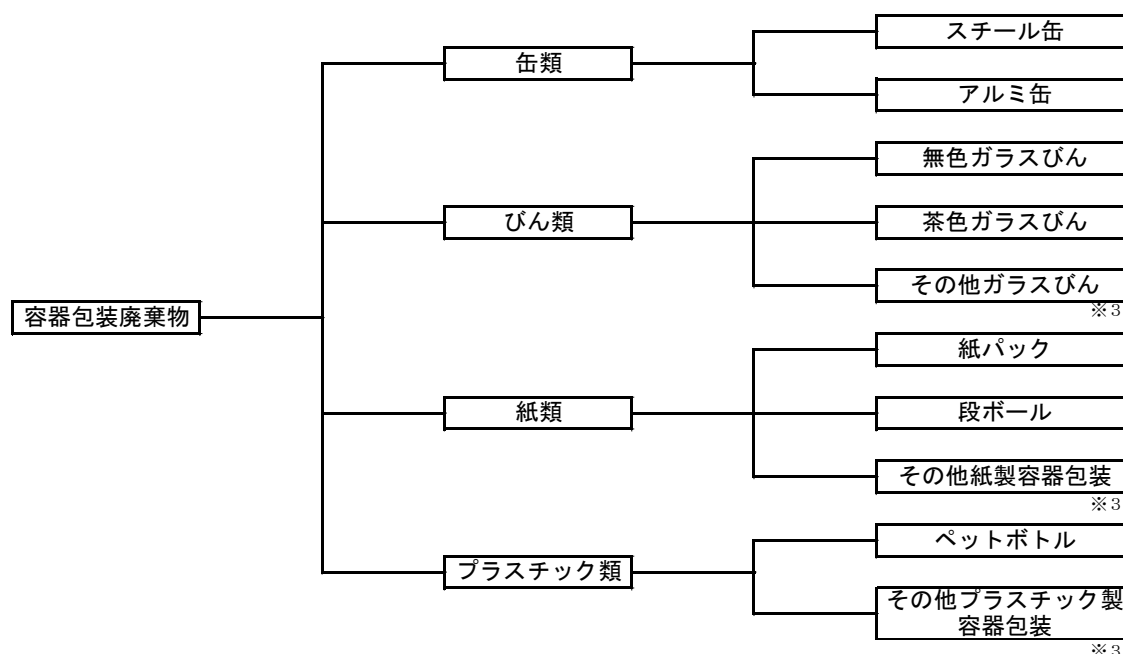 容器包装廃棄物
缶類
スチール缶
アルミ缶
びん類
無色ガラスびん
茶色ガラスびん
その他ガラスびん
※3
紙類
紙パック
段ボール
その他紙製容器包装
※3
プラスチック類
ペットボトル
その他プラスチック製
容器包装
※3